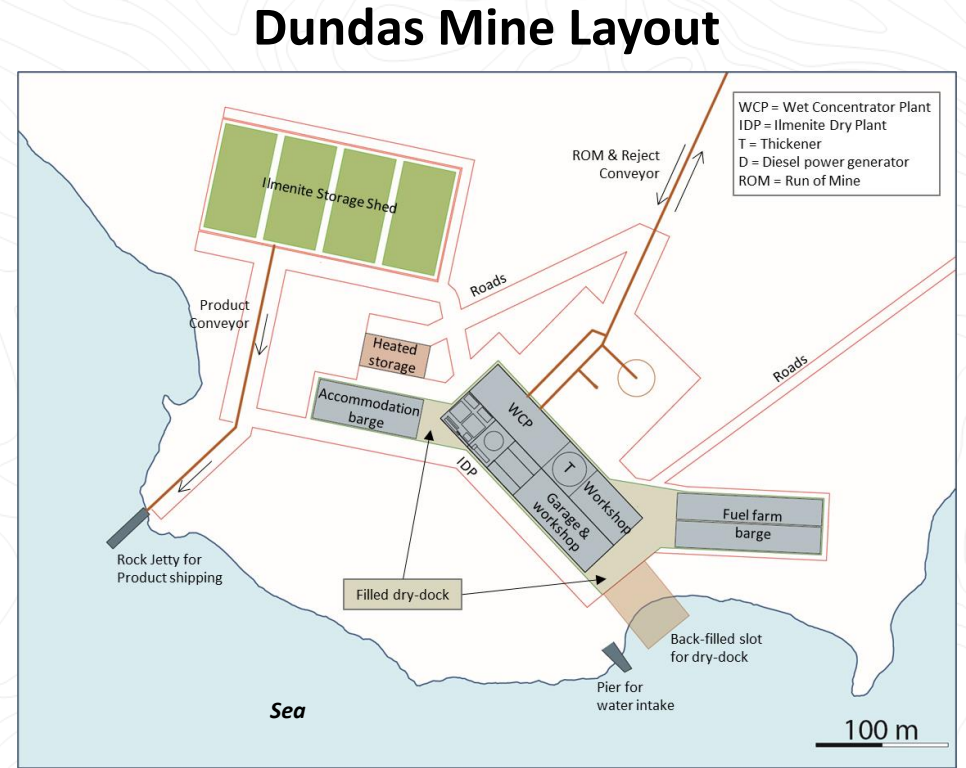 Dundas Mine Layout
WCP = Wet Concentrator Plant
IDP = Ilmenite Dry Plant
T = Thickener
D = Diesel power generator
ROM = Run of Mine
ROM & Reject
Conveyor
Ilmenite Storage Shed
Roads
Product
Conveyor
Heated
storage
Roads
Accommodation
barge
WCP
IDP
T
Workshop
Garage &
workshop
Fuel farm
barge
Rock Jetty for
Product shipping
Filled dry-dock
Back-filled slot
for dry-dock
Pier for
water intake
Sea
100 m